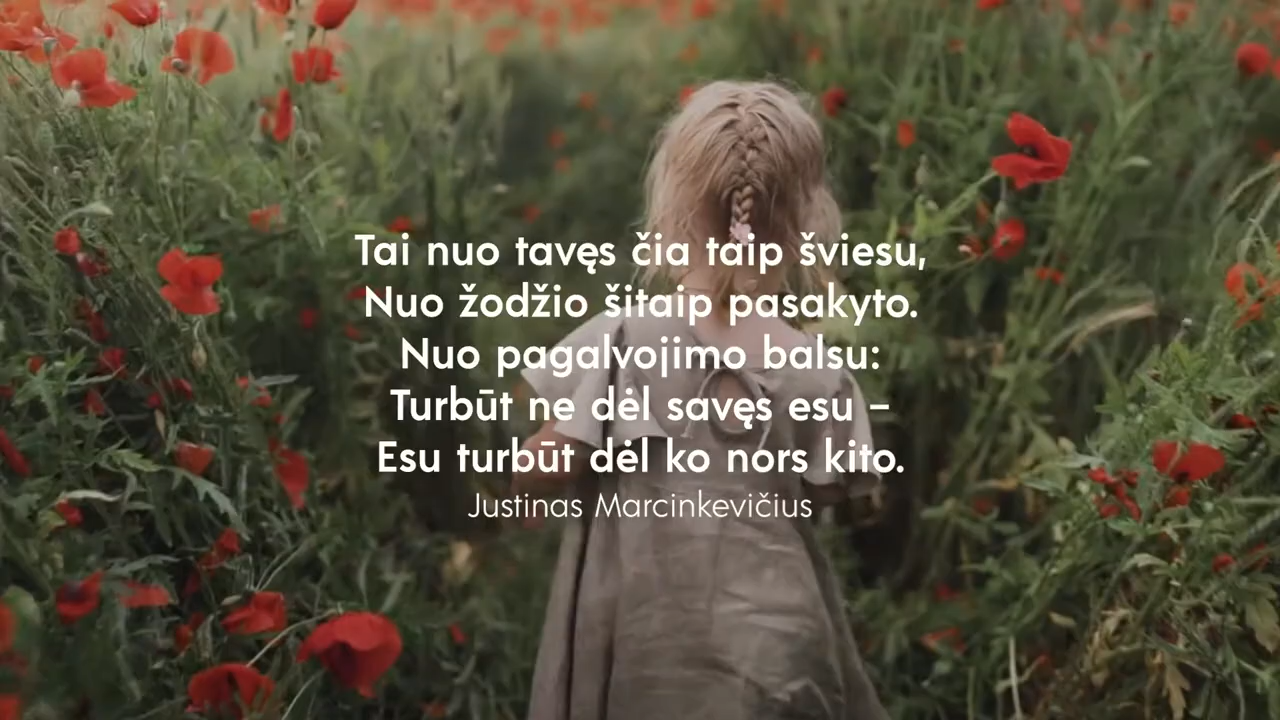 Tai nuo tavęs čia taip šviesu,
Nuo žodžio šitaip pasakyto.
Nuo pagalvojimo balsu:
Turbūt ne dėl savęs esu –
Esu turbūt dėl ko nors kito.
Justinas Marcinkevičius